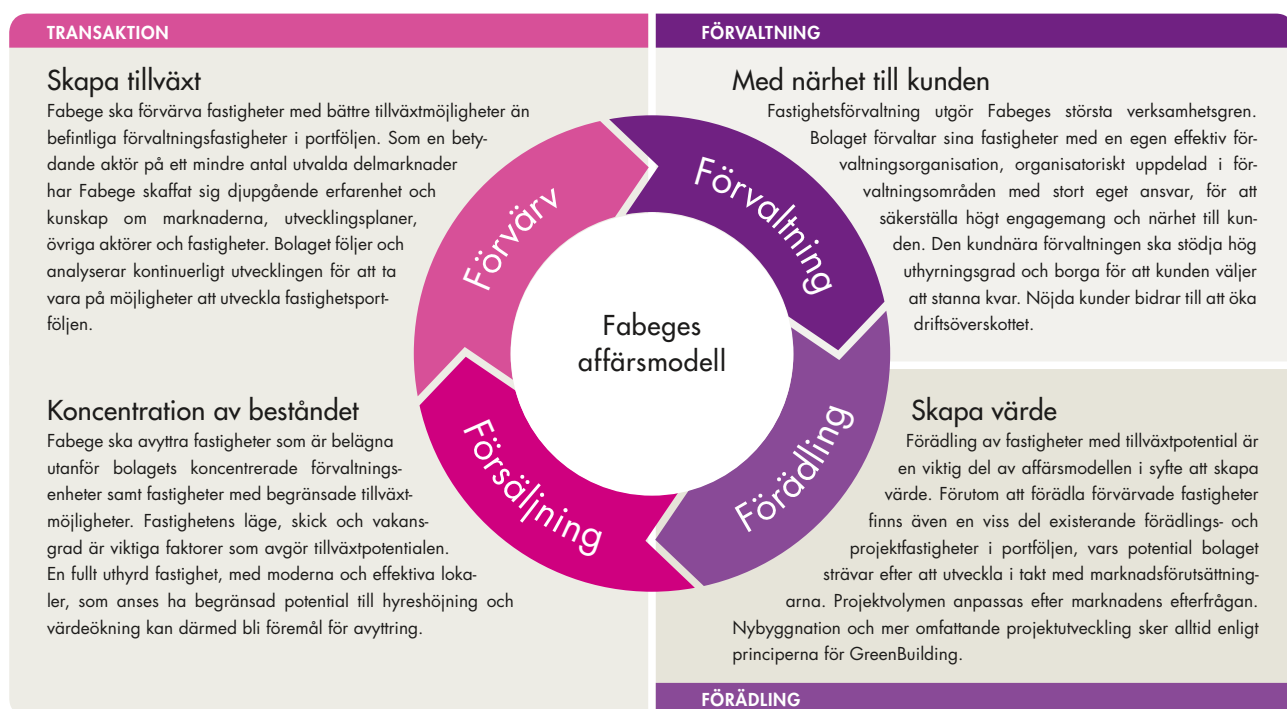 TRANSAKTION
Skapa tillväxt
Fabege ska förvärva fastigheter med bättre tillväxtmöjligheter än
befintliga förvaltningsfastigheter i portföljen. Som en bety-
dande aktör på ett mindre antal utvalda delmarknader
har Fabege skaffat sig djupgående erfarenhet och
kunskap om marknaderna, utvecklingsplaner,
övriga aktörer och fastigheter. Bolaget följer och
analyserar kontinuerligt utvecklingen för att ta
vara på möjligheter att utveckla fastighetsport-
följen.
Koncentration av beståndet
Fabege ska avyttra fastigheter som är belägna
utanför bolagets koncentrerade förvaltnings-
enheter samt fastigheter med begränsade tillväxt-
möjligheter. Fastighetens läge, skick och vakans-
grad är viktiga faktorer som avgör tillväxtpotentialen.
En fullt uthyrd fastighet, med moderna och effektiva loka-
ler, som anses ha begränsad potential till hyreshöjning och
värdeökning kan därmed bli föremål för avyttring.
Förvärv
Förvaltning
Fabeges
affärsmodell
Försäljning
Förädling
FÖRVALTNING
Med närhet till kunden
Fastighetsförvaltning utgör Fabeges största verksamhetsgren.
Bolaget förvaltar sina fastigheter med en egen effektiv för-
valtningsorganisation, organisatoriskt uppdelad i för-
valtningsområden med stort eget ansvar, för att
säkerställa högt engagemang och närhet till kun-
den. Den kundnära förvaltningen ska stödja hög
uthyrningsgrad och borga för att kunden väljer
att stanna kvar. Nöjda kunder bidrar till att öka
driftsöverskottet.
Skapa värde
Förädling av fastigheter med tillväxtpotential är
en viktig del av affärsmodellen i syfte att skapa
värde. Förutom att förädla förvärvade fastigheter
finns även en viss del existerande förädlings- och
projektfastigheter i portföljen, vars potential bolaget
strävar efter att utveckla i takt med marknadsförutsättning-
arna. Projektvolymen anpassas efter marknadens efterfrågan.
Nybyggnation och mer omfattande projektutveckling sker alltid enligt
principerna för GreenBuilding.
FÖRÄDLING